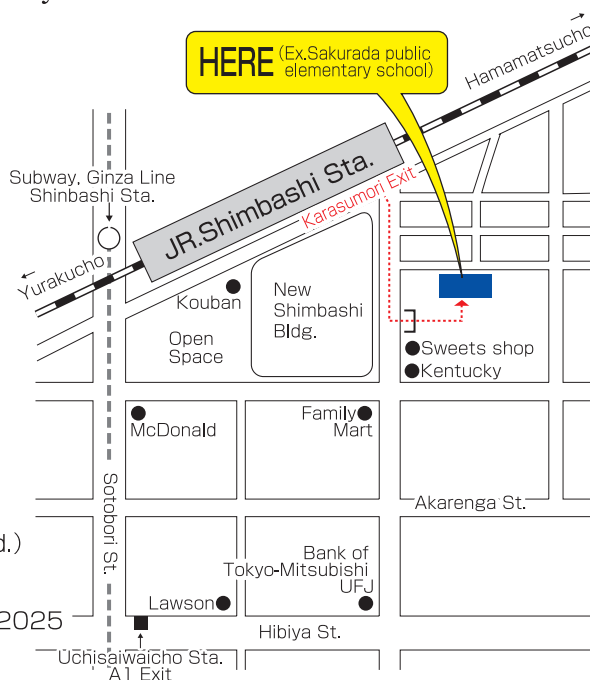 HERE (Ex.Sakurada public
elementary school)
Hamamatsucho
Subway, Ginza Line
Shinbashi Sta.
JR.Shimbashi Sta.
Karasumori Exit
Yurakucho
Kouban
New
Shimbashi
Bldg.
Open
Space
Sweets shop
Kentucky
McDonald
Family
Mart
Sotobori St.
Akarenga St.
d.)
Bank of
Tokyo-Mitsubishi
UFJ
Lawson
2025
Hibiya St.
Uchisaiwaicho Sta.
A1 Exit